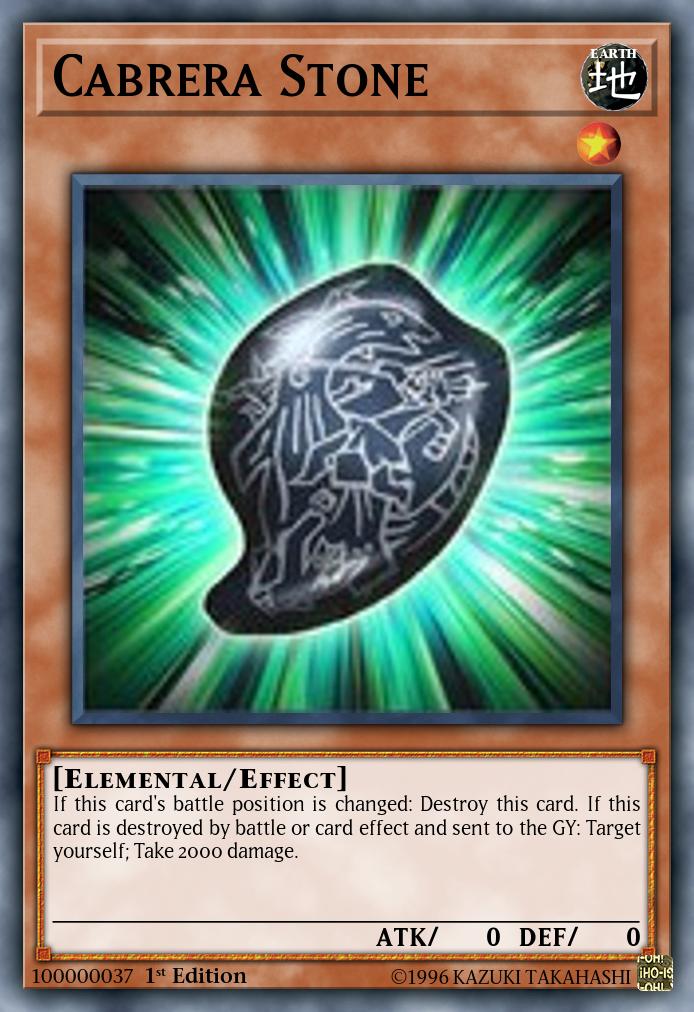 Cabrera Stone
EARTH
地
[Elemental/Effect]
If this card's battle position is changed: Destroy this card. If this
card is destroyed by battle or card effect and sent to the GY: Target
yourself; Take 2000 damage.
ATK/ 0 DEF/ 0
100000037 1st Edition ©1996 KAZUKI TAKAHASHI